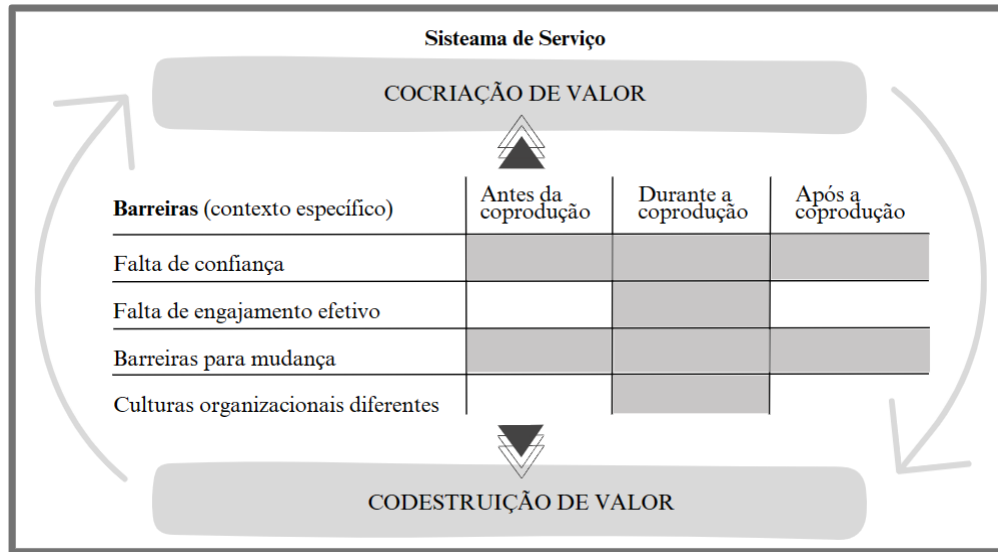 Sisteama de Serviço
COCRIAÇÃO DE VALOR
Barreiras (contexto específico)
Antes da
coprodução
Durante a
coprodução
Após a
coprodução
Falta de confiança
Falta de engajamento efetivo
Barreiras para mudança
Culturas organizacionais diferentes
CODESTRUIÇÃO DE VALOR